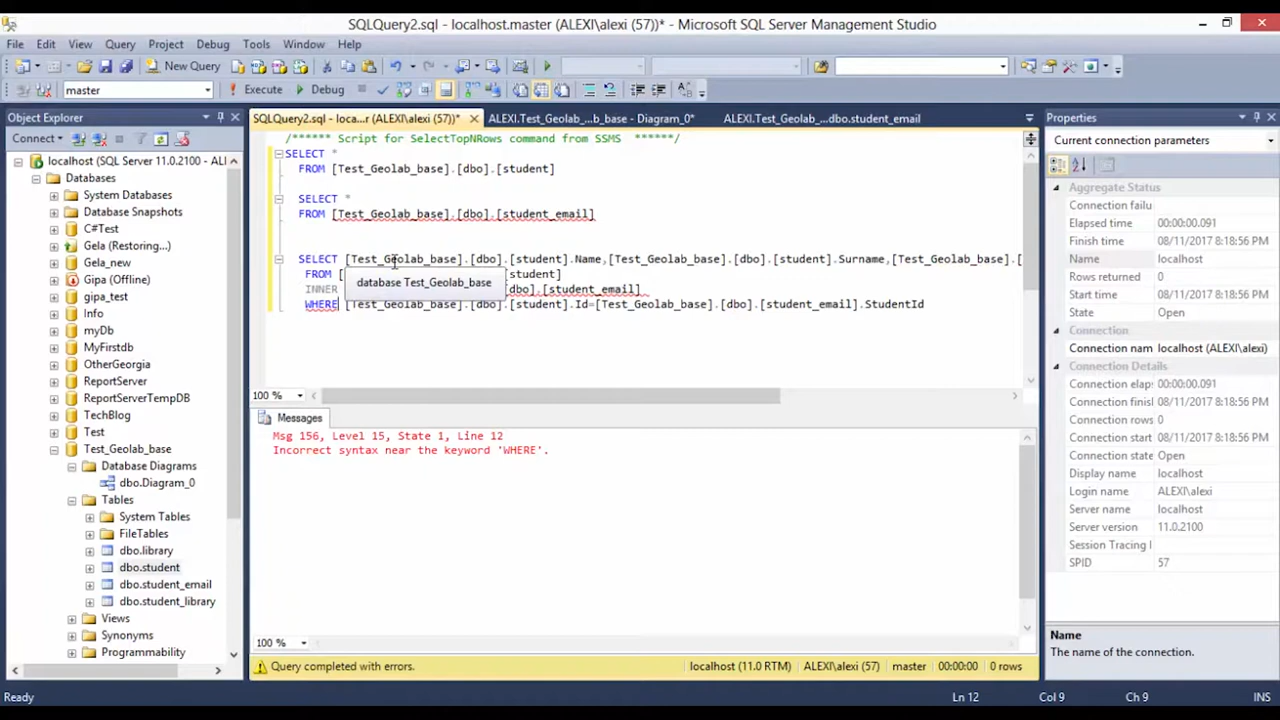 SQLQuery2.sql - localhost.master (ALEXI\alexi (57))* - Microsoft SQL Server Management Studio
File Edit View Query Project Debug Tools Window Help
New Query
master Execute Debug
Object Explorer
SQLQuery2.sql - loca...r (ALEXI\alexi (57))* ALEXI.Test_Geolab_...b_base - Diagram_0* ALEXI.Test_Geolab_...dbo.student_email
Properties
Connect
localhost (SQL Server 11.0.2100 - ALI
Databases
System Databases
Database Snapshots
C#Test
Gela (Restoring...)
Gela_new
Gipa (Offline)
gipa_test
Info
myDb
MyFirstdb
OtherGeorgia
ReportServer
ReportServerTempDB
TechBlog
Test
Test_Geolab_base
Database Diagrams
dbo.Diagram_0
Tables
System Tables
FileTables
dbo.library
dbo.student
dbo.student_email
dbo.student_library
Views
Synonyms
Programmability
/****** Script for SelectTopNRows command from SSMS ******/
SELECT *
FROM [Test_Geolab_base].[dbo].[student]
SELECT *
FROM [Test_Geolab_base].[dbo].[student_email]
SELECT [Test_Geolab_base].[dbo].[student].Name,[Test_Geolab_base].[dbo].[student].Surname,[Test_Geolab_base].[
FROM [ student]
database Test_Geolab_base
INNER dbo].[student_email]
WHERE [Test_Geolab_base].[dbo].[student].Id=[Test_Geolab_base].[dbo].[student_email].StudentId
100 %
Messages
Msg 156, Level 15, State 1, Line 12
Incorrect syntax near the keyword 'WHERE'.
100 %
Query completed with errors. localhost (11.0 RTM) ALEXI\alexi (57) master 00:00:00 0 rows
Current connection parameters
Aggregate Status
Connection failu
Elapsed time 00:00:00.091
Finish time 08/11/2017 8:18:56 PM
Name localhost
Rows returned 0
Start time 08/11/2017 8:18:56 PM
State Open
Connection
Connection nam localhost (ALEXI\alexi)
Connection Details
Connection elap 00:00:00.091
Connection finis 08/11/2017 8:18:56 PM
Connection rows 0
Connection start 08/11/2017 8:18:56 PM
Connection state Open
Display name localhost
Login name ALEXI\alexi
Server name localhost
Server version 11.0.2100
Session Tracing I
SPID 57
Name
The name of the connection.
Ready Ln 12 Col 9 Ch 9 INS